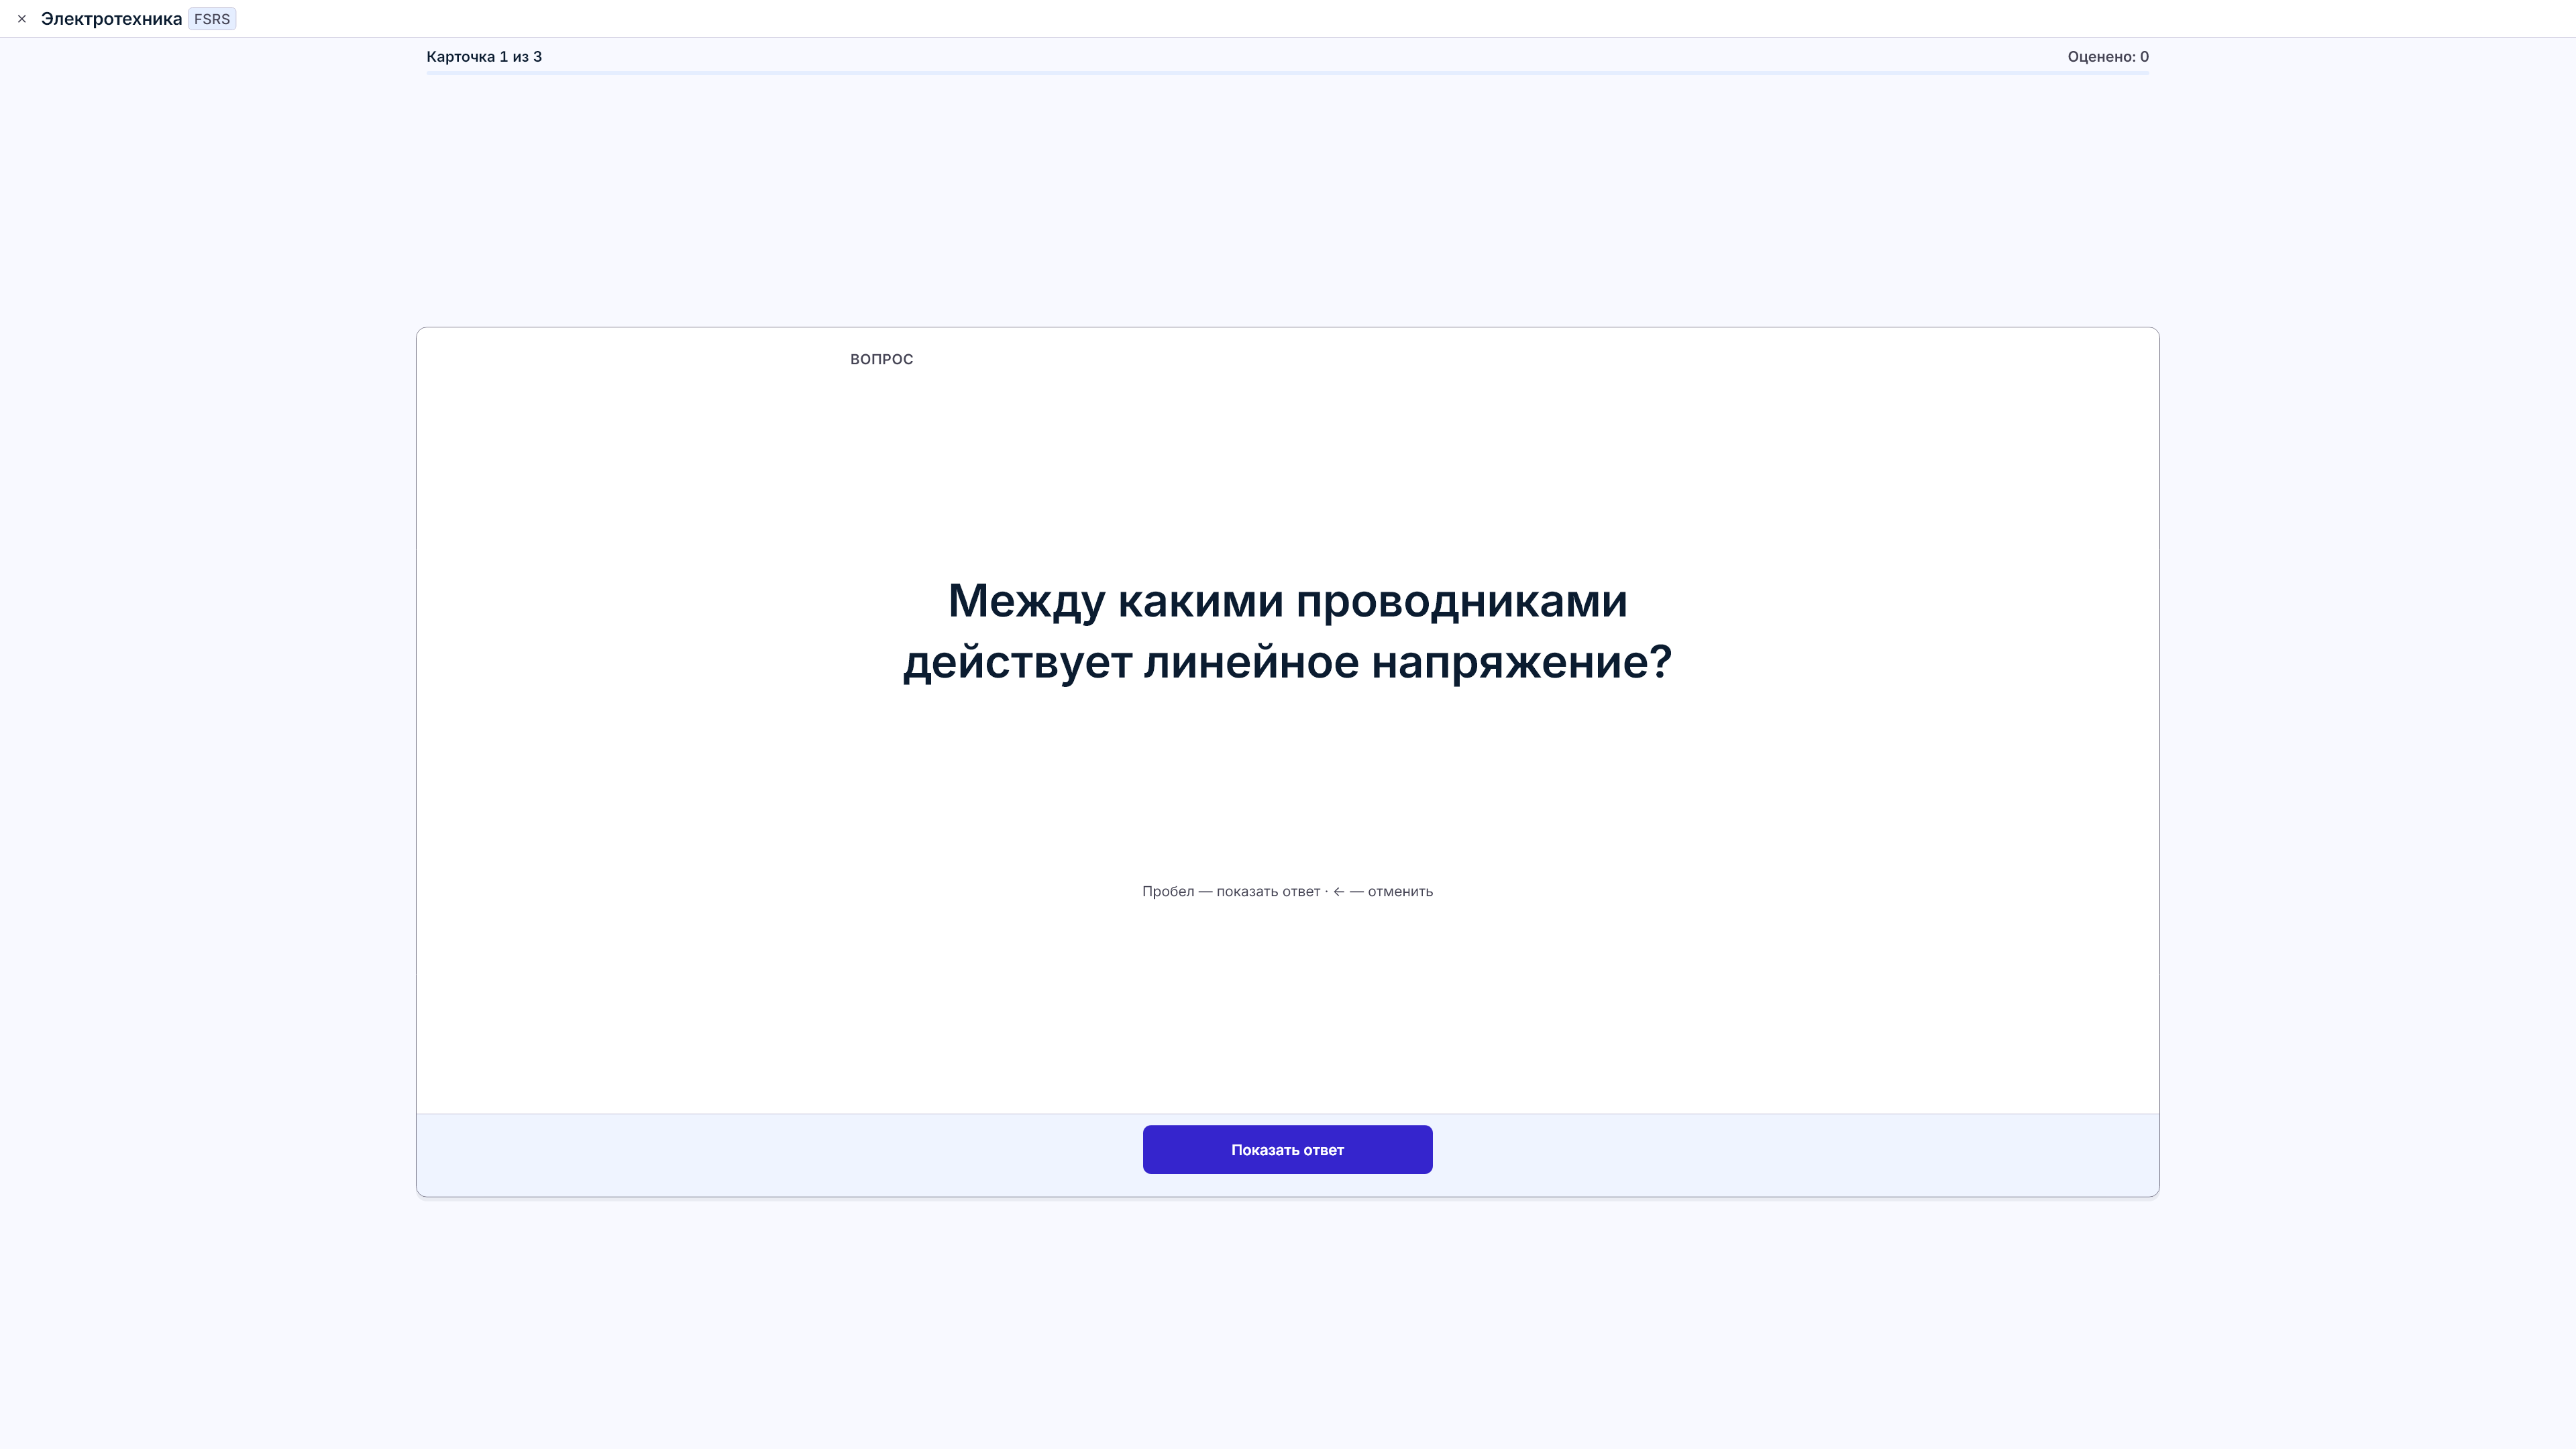 × Электротехника FSRS
Карточка 1 из 3
Оценено: 0
ВОПРОС
Между какими проводниками
действует линейное напряжение?
Пробел — показать ответ · ← — отменить
Показать ответ